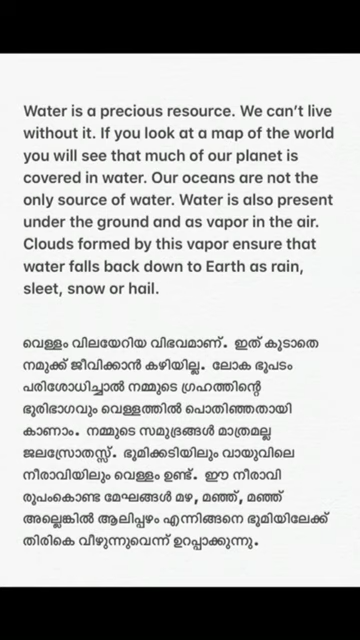 Water is a precious resource. We can't live
without it. If you look at a map of the world
you will see that much of our planet is
covered in water. Our oceans are not the
only source of water. Water is also present
under the ground and as vapor in the air.
Clouds formed by this vapor ensure that
water falls back down to Earth as rain,
sleet, snow or hail.
വെള്ളം വിലയേറിയ വിഭവമാണ്. ഇത് കൂടാതെ
നമുക്ക് ജീവിക്കാൻ കഴിയില്ല. ലോക ഭൂപടം
പരിശോധിച്ചാൽ നമ്മുടെ ഗ്രഹത്തിന്റെ
ഭൂരിഭാഗവും വെള്ളത്തിൽ പൊതിഞ്ഞതായി
കാണാം. നമ്മുടെ സമുദ്രങ്ങൾ മാത്രമല്ല
ജലസ്രോതസ്സ്. ഭൂമിക്കടിയിലും വായുവിലെ
നീരാവിയിലും വെള്ളം ഉണ്ട്. ഈ നീരാവി
രൂപംകൊണ്ട മേഘങ്ങൾ മഴ, മഞ്ഞ്, മഞ്ഞ്
അല്ലെങ്കിൽ ആലിപ്പഴം എന്നിങ്ങനെ ഭൂമിയിലേക്ക്
തിരികെ വീഴുന്നുവെന്ന് ഉറപ്പാക്കുന്നു.